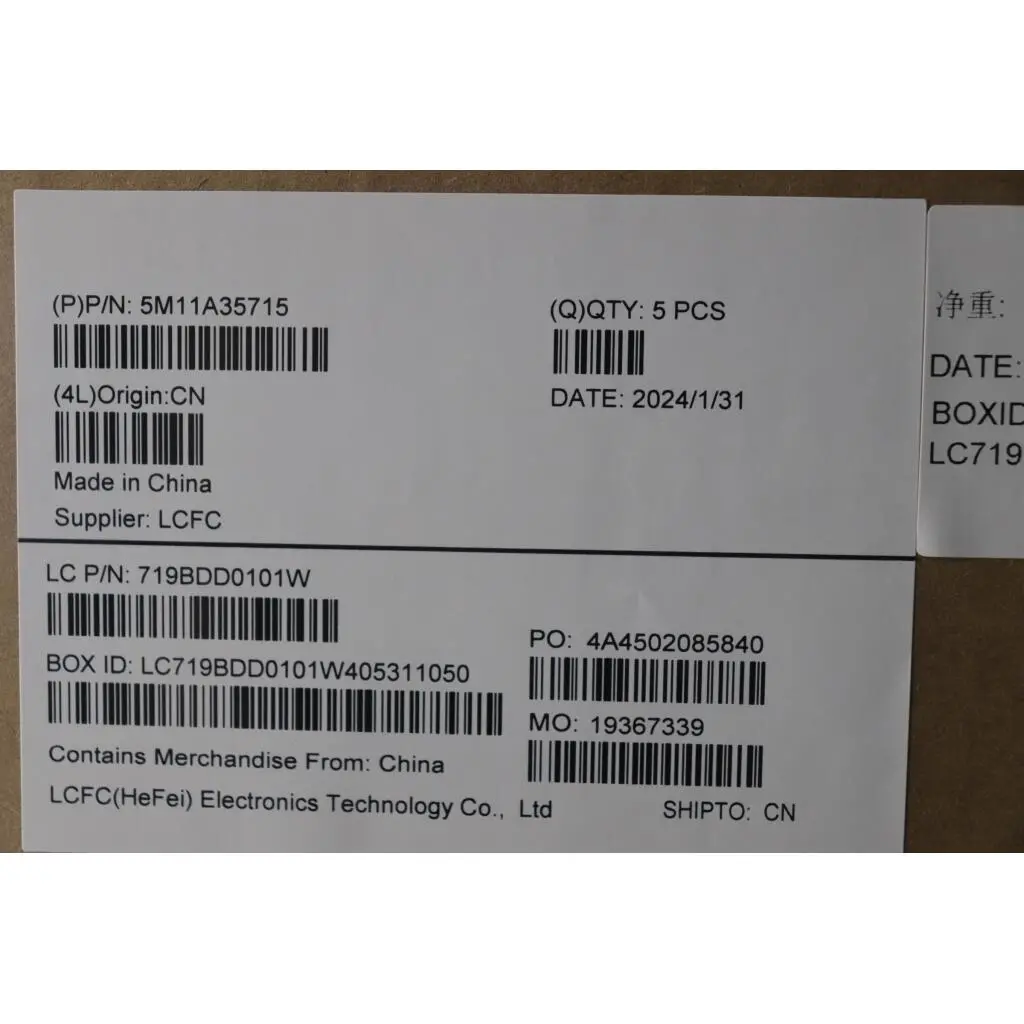 (P)P/N: 5M11A35715
(Q)QTY: 5 PCS
(4L)Origin:CN
DATE: 2024/1/31
Made in China
Supplier: LCFC
LC P/N: 719BDD0101W
BOX ID: LC719BDD0101W405311050
PO: 4A4502085840
MO: 19367339
Contains Merchandise From: China
LCFC(HeFei) Electronics Technology Co., Ltd
SHIPTO: CN
净重:
DATE:
BOXID
LC719